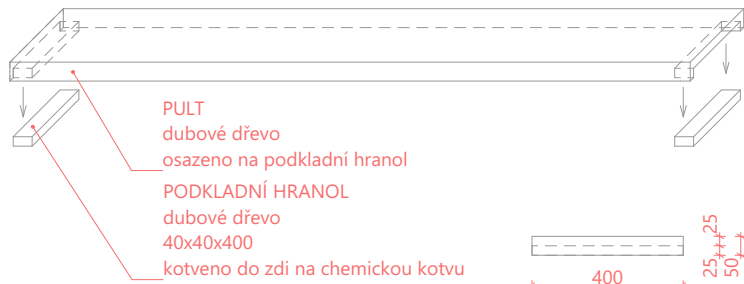 PULT
dubové dřevo
osazeno na podkladní hranol
PODKLADNÍ HRANOL
dubové dřevo
40x40x400
kotveno do zdi na chemickou kotvu
400
25
25
50